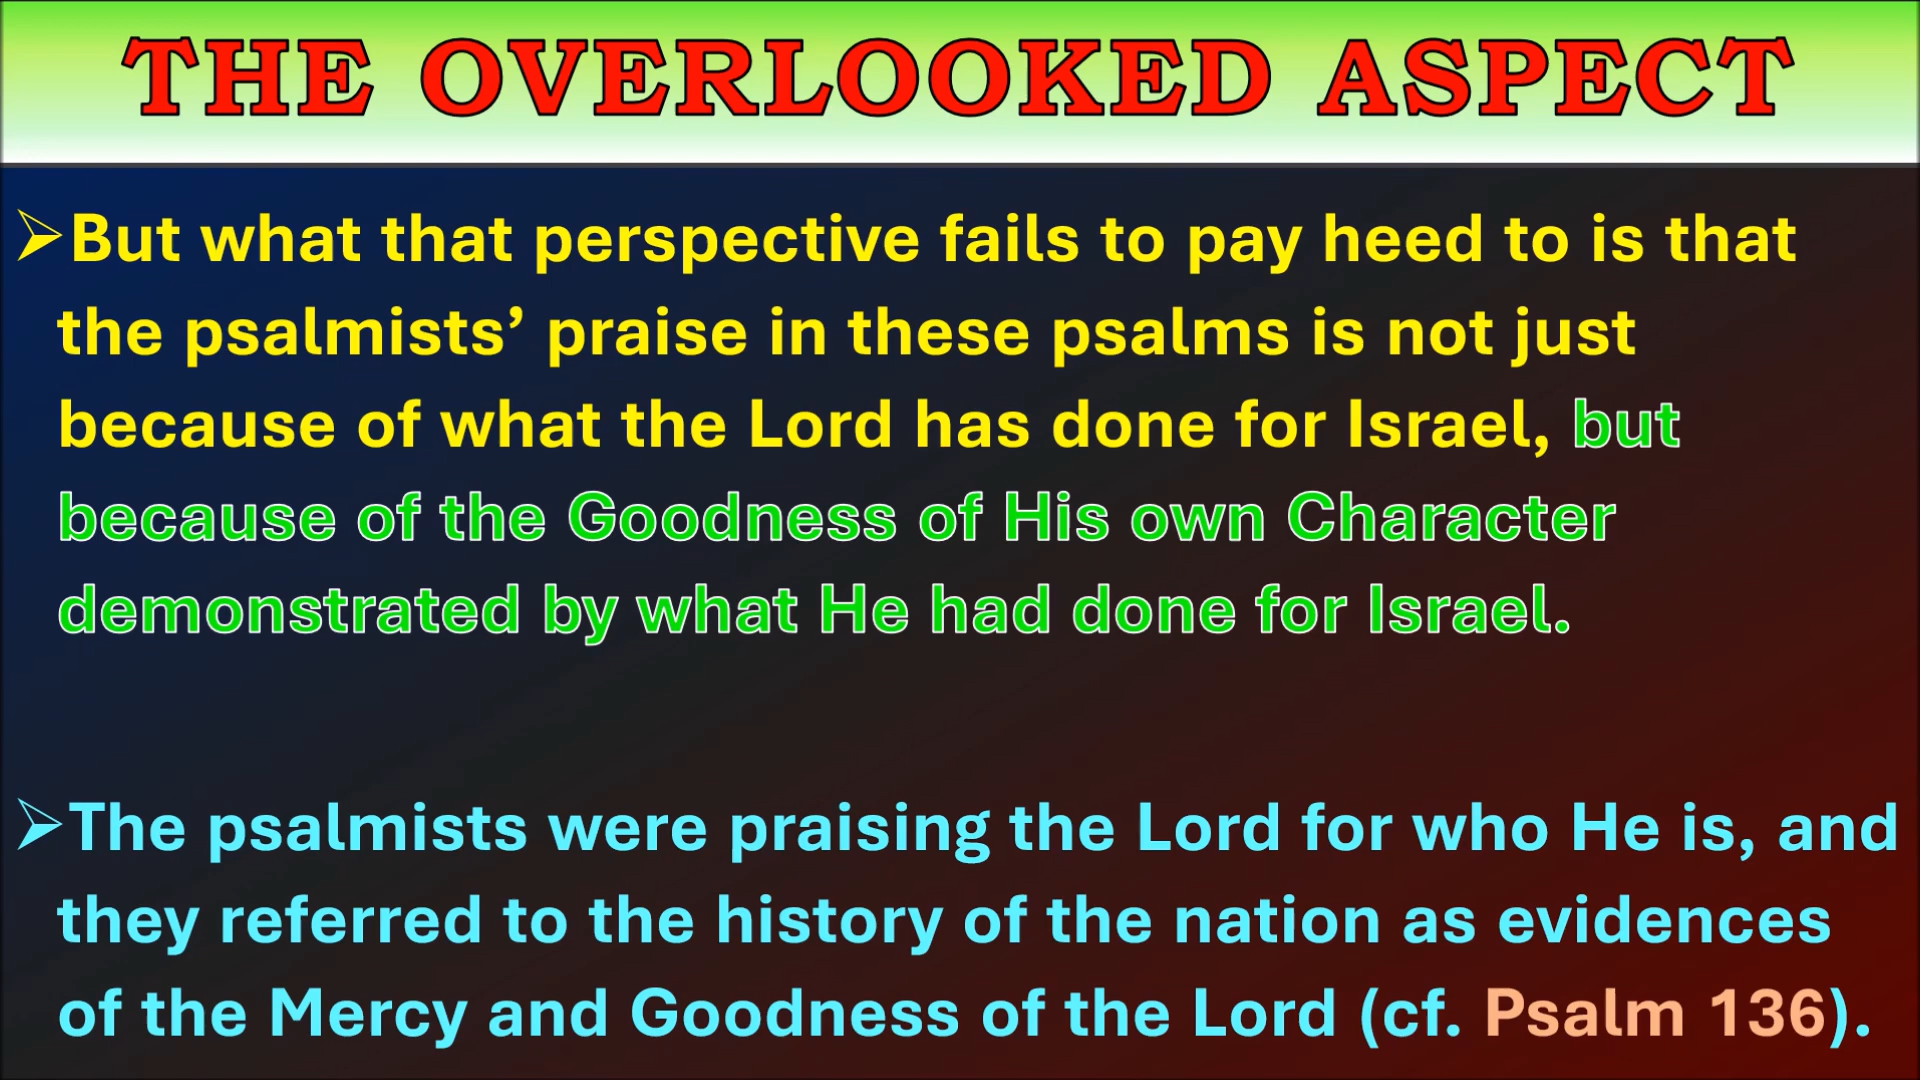 THE OVERLOOKED ASPECT
➢But what that perspective fails to pay heed to is that
the psalmists’ praise in these psalms is not just
because of what the Lord has done for Israel, but
because of the Goodness of His own Character
demonstrated by what He had done for Israel.
➢The psalmists were praising the Lord for who He is, and
they referred to the history of the nation as evidences
of the Mercy and Goodness of the Lord (cf. Psalm 136).